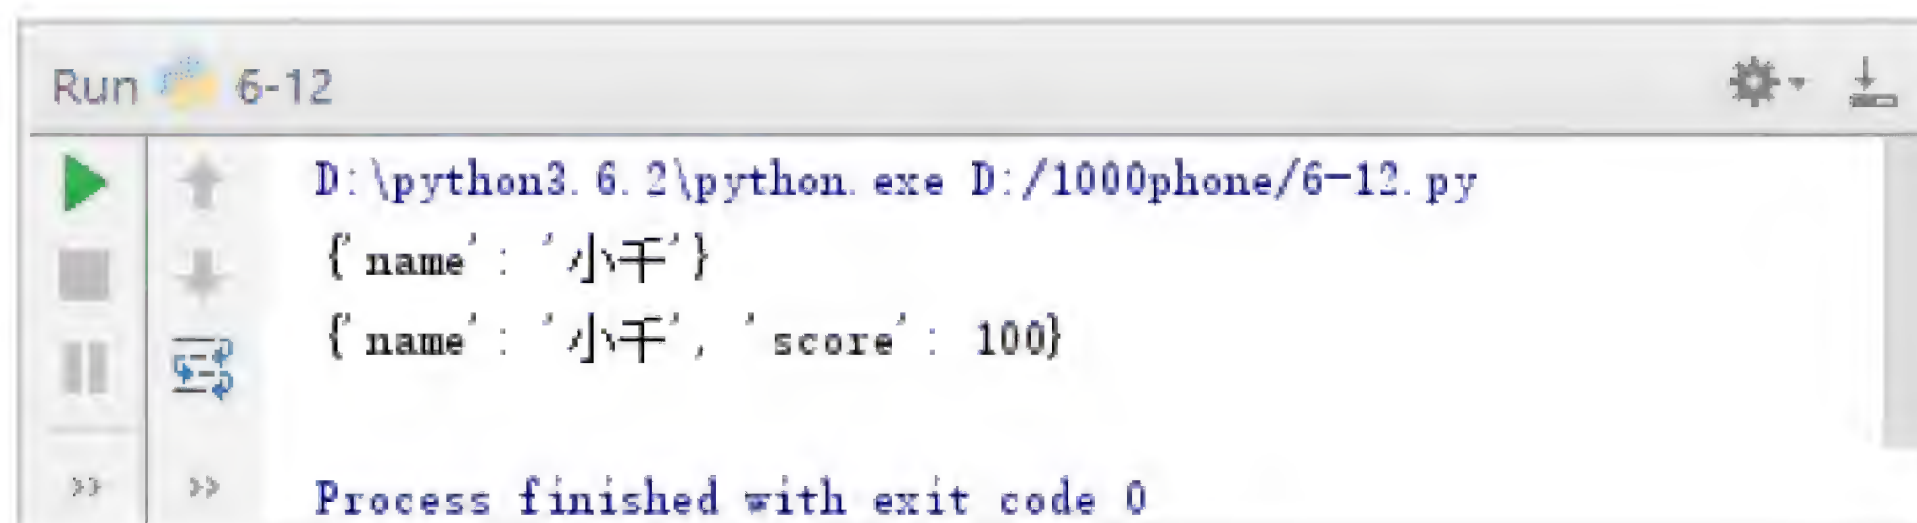 Run 6-12
D:\python3.6.2\python.exe D:/1000phone/6-12.py
{'name': '小千'}
{'name': '小千', 'score': 100}
Process finished with exit code 0